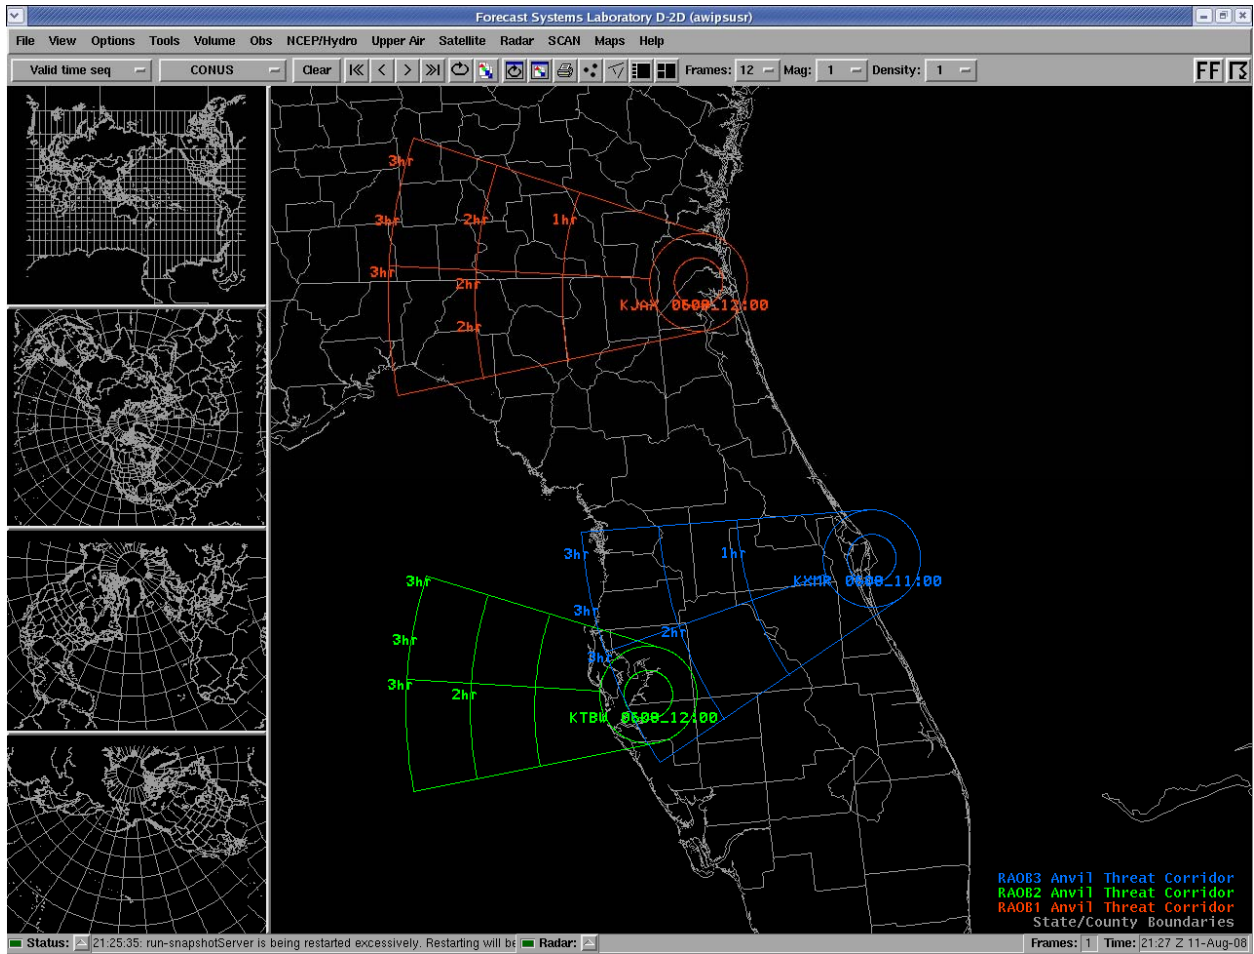 Forecast Systems Laboratory D-2D (awipsusr)
File View Options Tools Volume Obs NCEP/Hydro Upper Air Satellite Radar SCAN Maps Help
Valid time seq CONUS Clear Frames: 12 Mag: 1 Density: 1 FF
3hr
3hr 2hr 1hr
3hr
2hr
KJAX 0608_12:00
2hr
3hr 1hr
3hr KXMR 0608_11:00
3hr
2hr
3hr
3hr
3hr 2hr
KTBW 0608_12:00
RAOB3 Anvil Threat Corridor
RAOB2 Anvil Threat Corridor
RAOB1 Anvil Threat Corridor
State/County Boundaries
Status: 21:25:35: run-snapshotServer is being restarted excessively. Restarting will be Radar: Frames: 1 Time: 21:27 Z 11-Aug-08